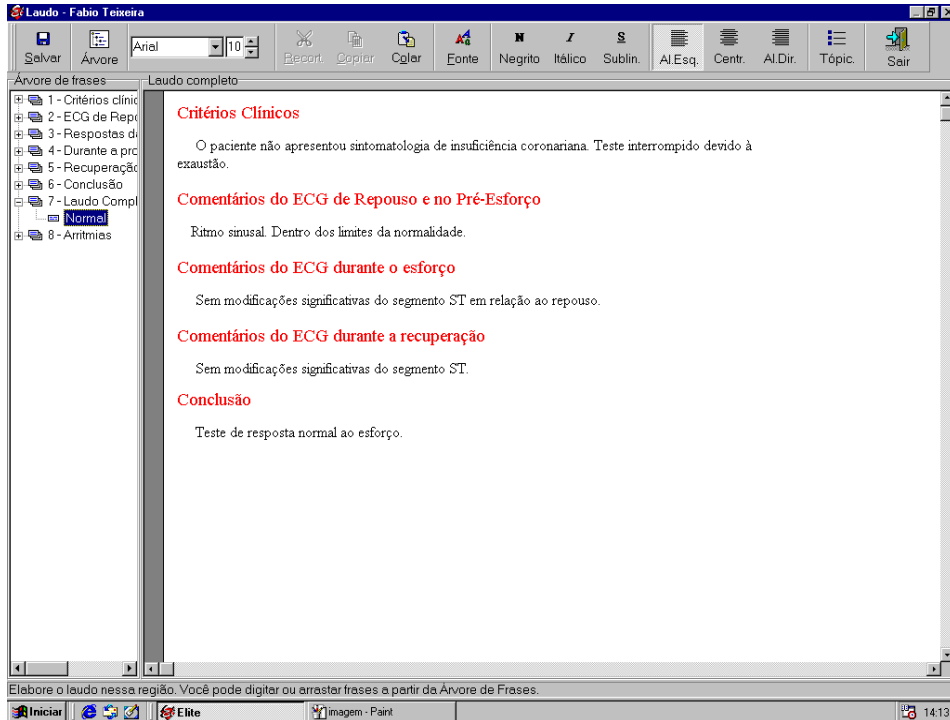 Laudo - Fabio Teixeira
Salvar Árvore Arial 10 Recort. Copiar Colar Fonte Negrito Itálico Sublin. Al.Esq. Centr. Al.Dir. Tópic. Sair
Árvore de frases Laudo completo
1 - Critérios clínic
2 - ECG de Repo
3 - Respostas da
4 - Durante a pro
5 - Recuperação
6 - Conclusão
7 - Laudo Compl
Normal
8 - Arritmias
Critérios Clínicos
O paciente não apresentou sintomatologia de insuficiência coronariana. Teste interrompido devido à
exaustão.
Comentários do ECG de Repouso e no Pré-Esforço
Ritmo sinusal. Dentro dos limites da normalidade.
Comentários do ECG durante o esforço
Sem modificações significativas do segmento ST em relação ao repouso.
Comentários do ECG durante a recuperação
Sem modificações significativas do segmento ST.
Conclusão
Teste de resposta normal ao esforço.
Elabore o laudo nessa região. Você pode digitar ou arrastar frases a partir da Árvore de Frases.
Iniciar Elite imagem - Paint 14:13